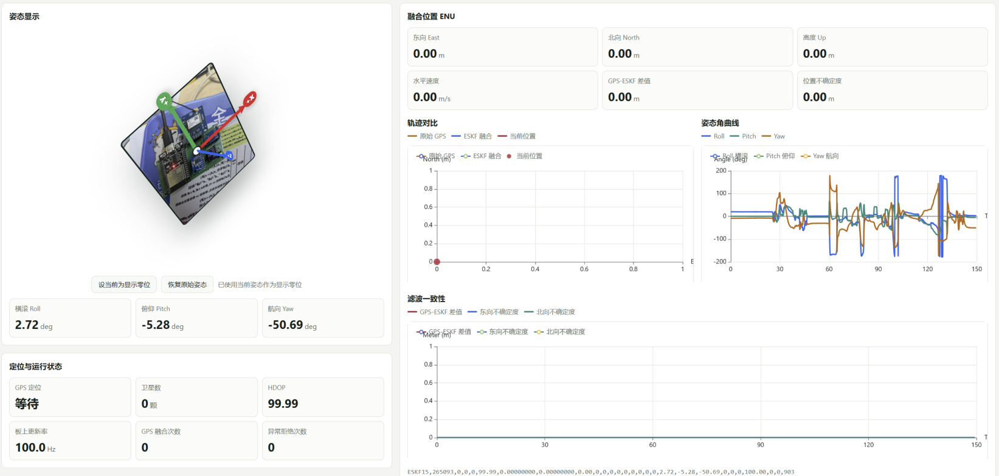 姿态显示
全
+Y
+X
+Z
设当前为显示零位
恢复原始姿态
已使用当前姿态作为显示零位
横滚 Roll
俯仰 Pitch
航向 Yaw
2.72 deg
-5.28 deg
-50.69 deg
定位与运行状态
GPS 定位
卫星数
HDOP
等待
0 颗
99.99
板上更新率
GPS 融合次数
异常拒绝次数
100.0 Hz
0
0
融合位置 ENU
东向 East
北向 North
高度 Up
0.00 m
0.00 m
0.00 m
水平速度
GPS-ESKF 差值
位置不确定度
0.00 m/s
0.00 m
0.00 m
轨迹对比
原始 GPS
ESKF 融合
当前位置
原始 GPS
ESKF 融合
当前位置
North (m)
1
0.8
0.6
0.4
0.2
0
0
0.2
0.4
0.6
0.8
1
E
姿态角曲线
Roll
Pitch
Yaw
Roll 横滚
Pitch 俯仰
Yaw 航向
Angle (deg)
200
100
0
-100
-200
0
30
60
90
120
150
T
滤波一致性
GPS-ESKF 差值
东向不确定度
北向不确定度
GPS-ESKF 差值
东向不确定度
北向不确定度
Meter (m)
1
0.8
0.6
0.4
0.2
0
0
30
60
90
120
150
T
ESKF15,265093,0,0,0,99.99,0.00000000,0.00000000,0.00,0,0,0,0,0,0,0,0,0,2.72,-5.28,-50.69,0,0,0,100.00,0,0,903